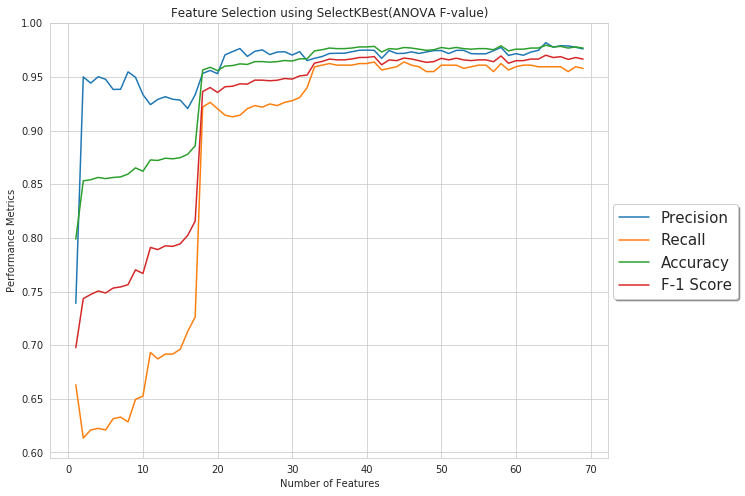 Feature Selection using SelectKBest(ANOVA F-value)
1.00
0.95
0.90
0.85
0.80
0.75
0.70
0.65
0.60
Performance Metrics
0 10 20 30 40 50 60 70
Number of Features
Precision
Recall
Accuracy
F-1 Score